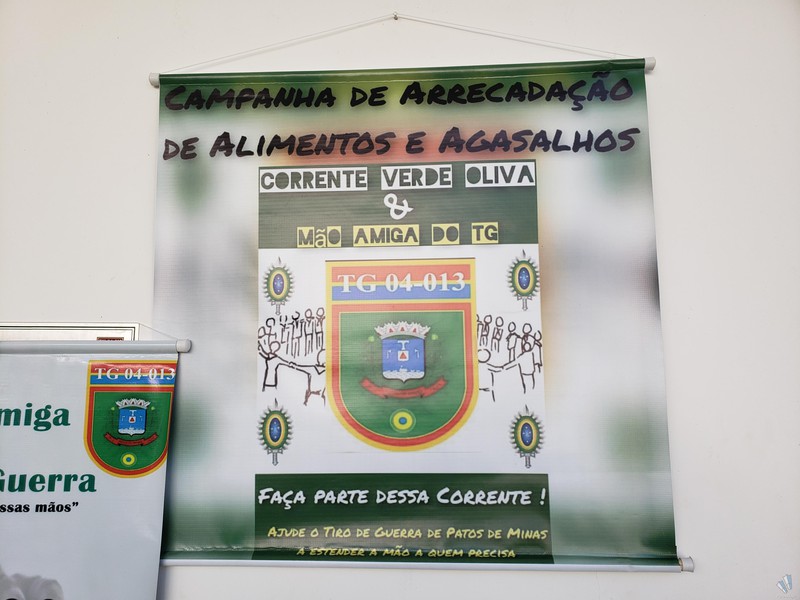 Campanha de Arrecadação
de Alimentos e Agasalhos
CORRENTE VERDE OLIVA
&
Mão AMIGA DO TG
TG 04-013
Faça parte dessa Corrente !
Ajude o Tiro de Guerra de Patos de Minas
a estender a mão a quem precisa
TG 04-013
miga
Guerra
ssas mãos”